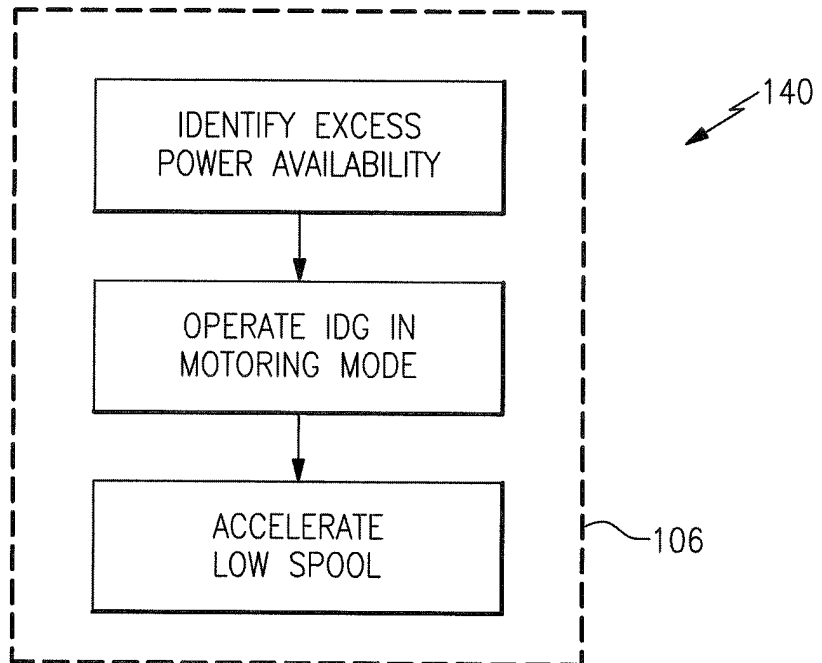 IDENTIFY EXCESS
POWER AVAILABILITY
140
OPERATE IDG IN
MOTORING MODE
ACCELERATE
LOW SPOOL
106